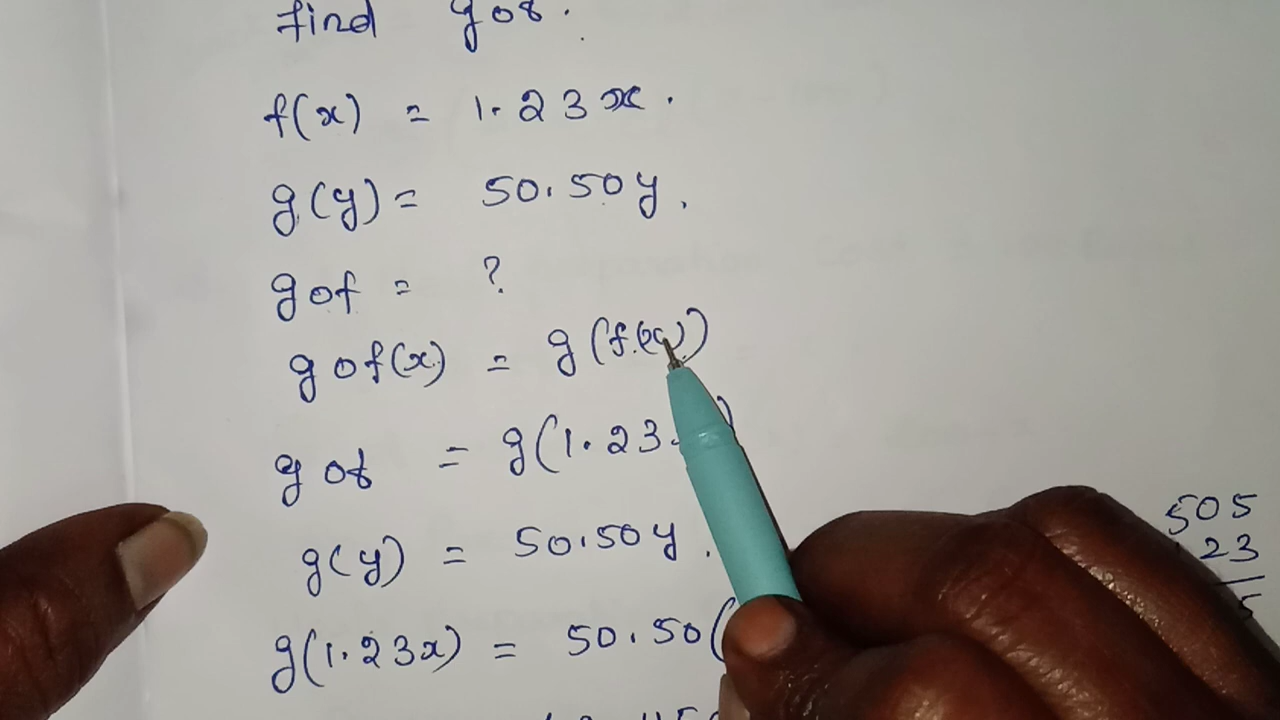 find gof.
f(x) = 1.23x.
g(y) = 50.50y.
gof = ?
gof(x) = g(f(x))
gof = g(1.23
g(y) = 50.50y.
g(1.23x) = 50.50(
505
23
5